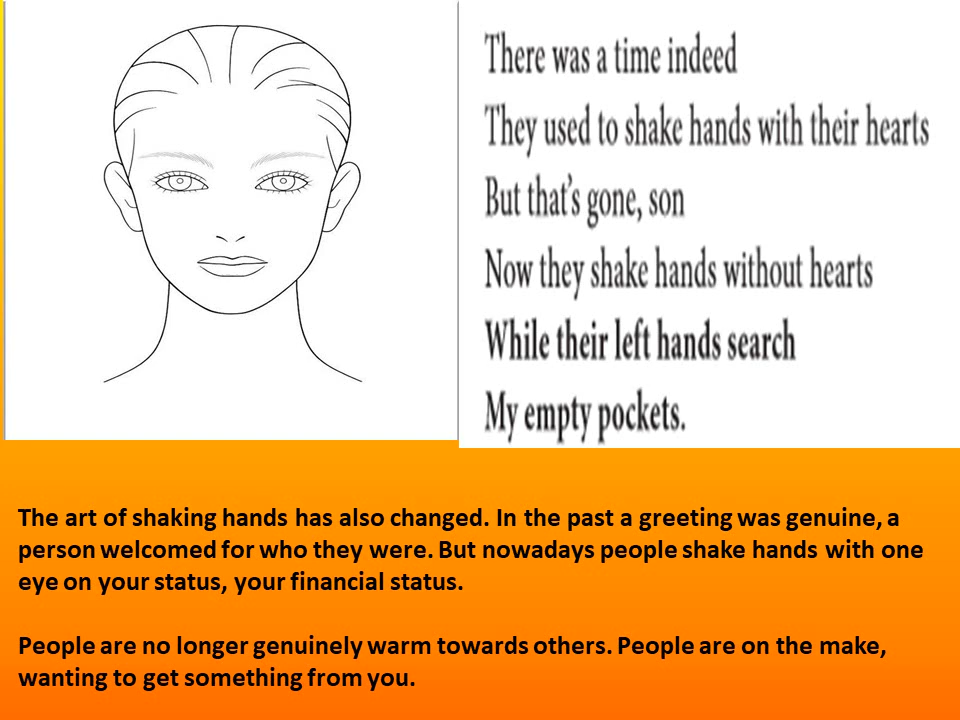 There was a time indeed
They used to shake hands with their hearts
But that's gone, son
Now they shake hands without hearts
While their left hands search
My empty pockets.
The art of shaking hands has also changed. In the past a greeting was genuine, a
person welcomed for who they were. But nowadays people shake hands with one
eye on your status, your financial status.
People are no longer genuinely warm towards others. People are on the make,
wanting to get something from you.